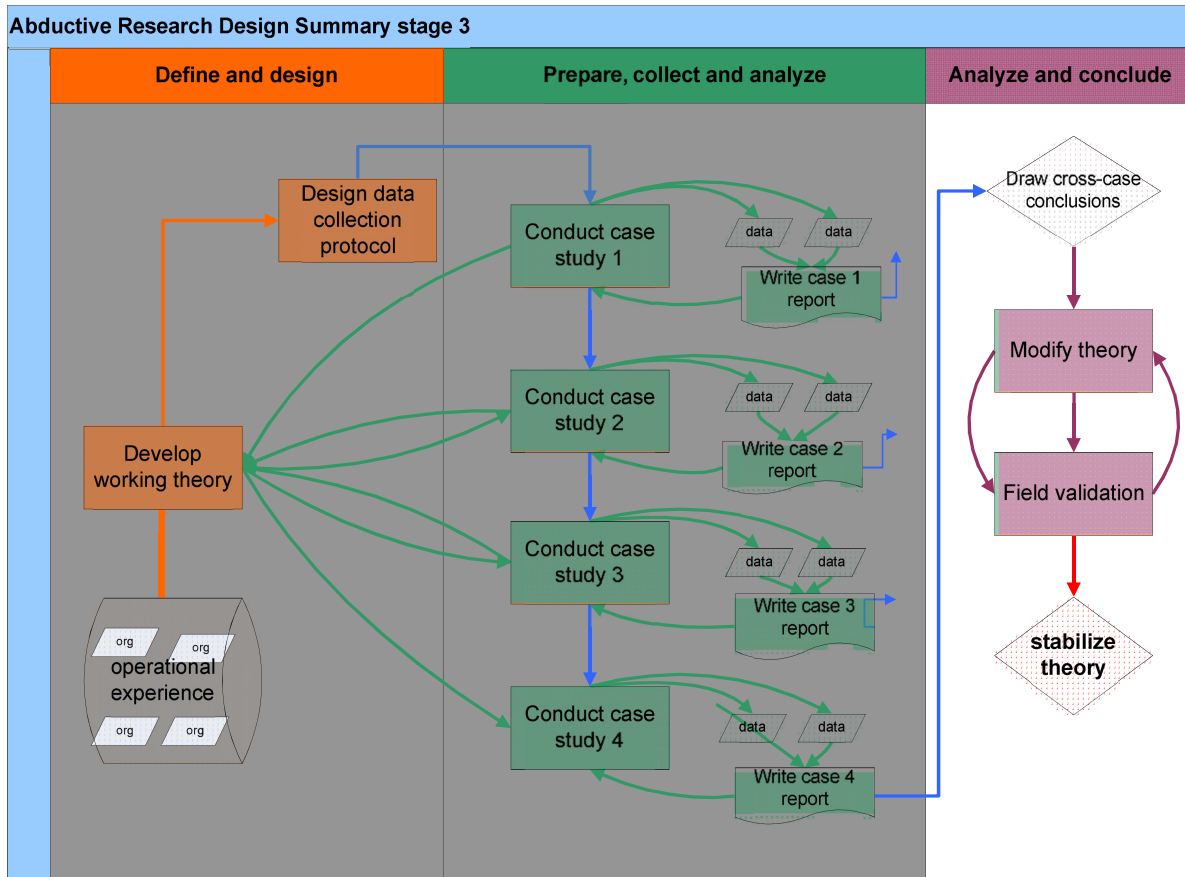 Abductive Research Design Summary stage 3
Define and design
Prepare, collect and analyze
Analyze and conclude
Design data
collection
protocol
Develop
working theory
org
org
operational
experience
org
org
Conduct case
study 1
data
data
Write case 1
report
Conduct case
study 2
data
data
Write case 2
report
Conduct case
study 3
data
data
Write case 3
report
Conduct case
study 4
data
data
Write case 4
report
Draw cross-case
conclusions
Modify theory
Field validation
stabilize
theory